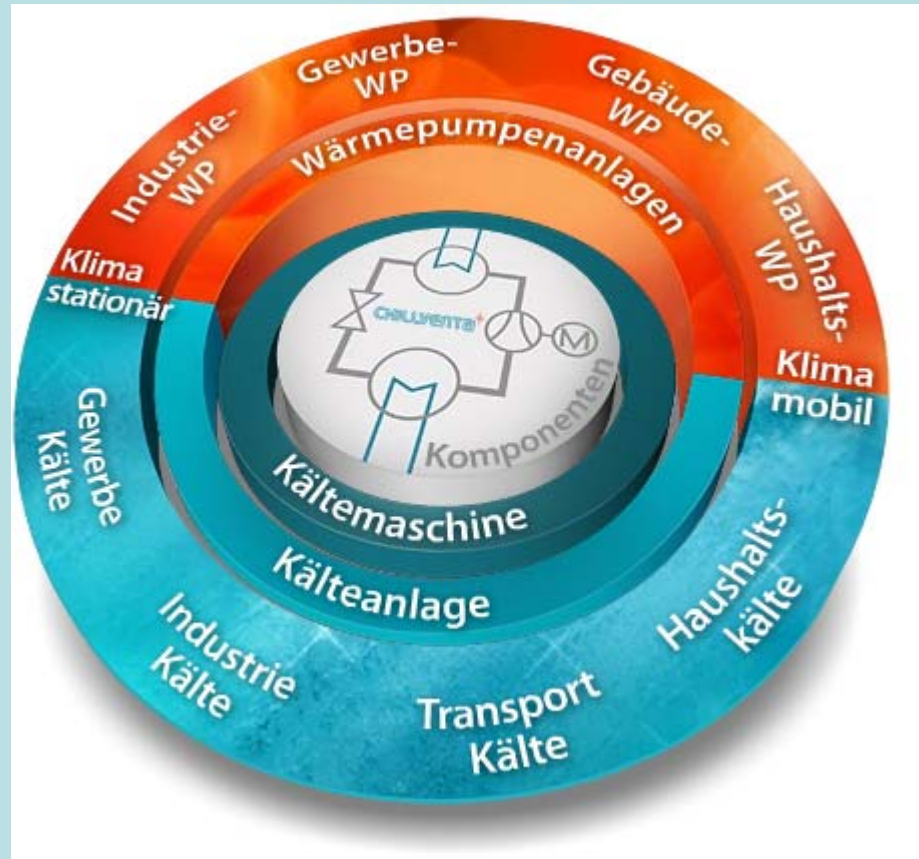 Gewerbe-
WP
Gebäude-
WP
Industrie-
WP
Haushalts-
WP
Wärmepumpenanlagen
Klima
stationär
Klima
mobil
CHILLVENTA
M
Komponenten
Kältemaschine
Kälteanlage
Gewerbe
Kälte
Industrie
Kälte
Transport
Kälte
Haushalts-
kälte